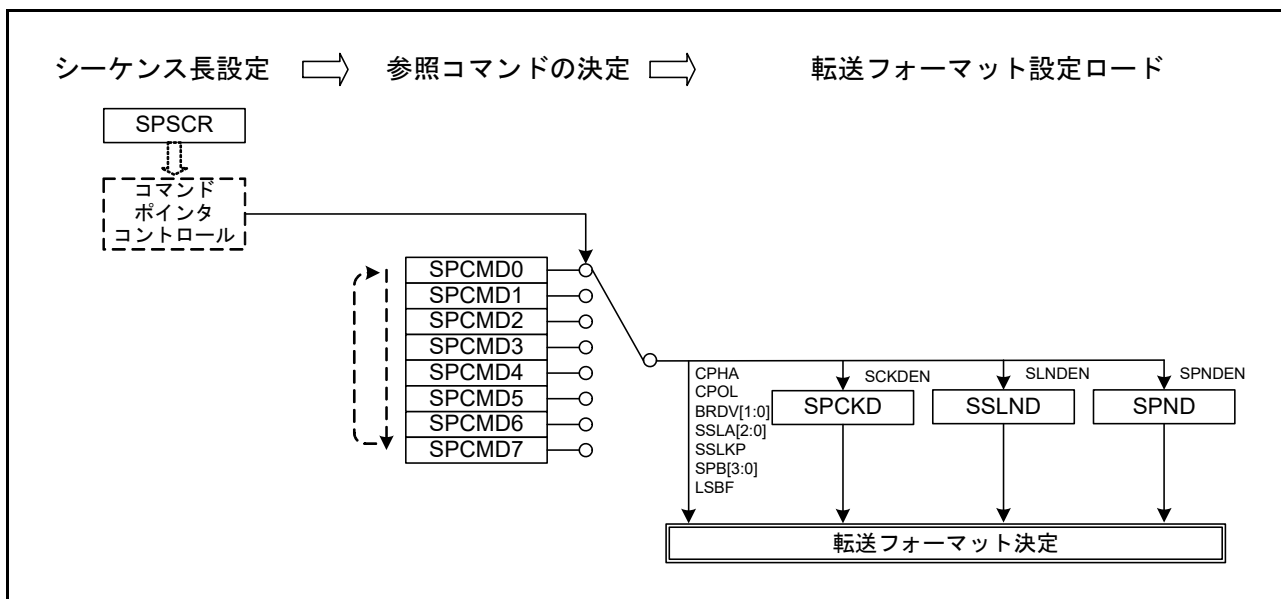 シーケンス長設定
参照コマンドの決定
転送フォーマット設定ロード
SPSCR
コマンド
ポインタ
コントロール
SPCMD0
SPCMD1
SPCMD2
SPCMD3
SPCMD4
SPCMD5
SPCMD6
SPCMD7
CPHA
CPOL
BRDV[1:0]
SSLA[2:0]
SSLKP
SPB[3:0]
LSBF
SCKDEN
SPCKD
SLNDEN
SSLND
SPNDEN
SPND
転送フォーマット決定